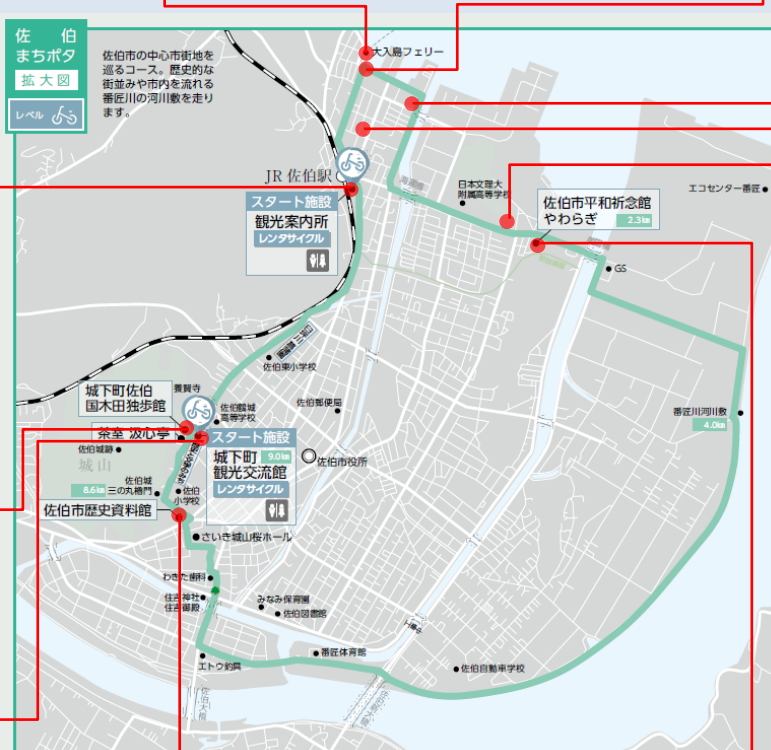 佐伯
まちポタ
拡大図
レベル
佐伯市の中心市街地を
巡るコース。歴史的な
街並みや市内を流れる
番匠川の河川敷を走り
ます。
大入島フェリー
JR 佐伯駅
スタート施設
観光案内所
レンタサイクル
日本文理大
附属高等学校
佐伯市平和祈念館
やわらぎ 2.3km
エコセンター番匠
GS
佐伯東小学校
城下町佐伯
国木田独歩館
養賢寺
佐伯鶴城
高等学校
佐伯郵便局
番匠川河川敷
4.0km
茶室 汲心亭
佐伯城跡
城山
スタート施設
城下町 9.0km
観光交流館
レンタサイクル
佐伯市役所
佐伯城
8.6km 三の丸櫓門
佐伯
小学校
佐伯市歴史資料館
さいき城山桜ホール
わきた歯科
住吉神社
住吉御殿
みなみ保育園
佐伯図書館
番匠体育館
エトウ釣具
佐伯自動車学校
佐伯大橋